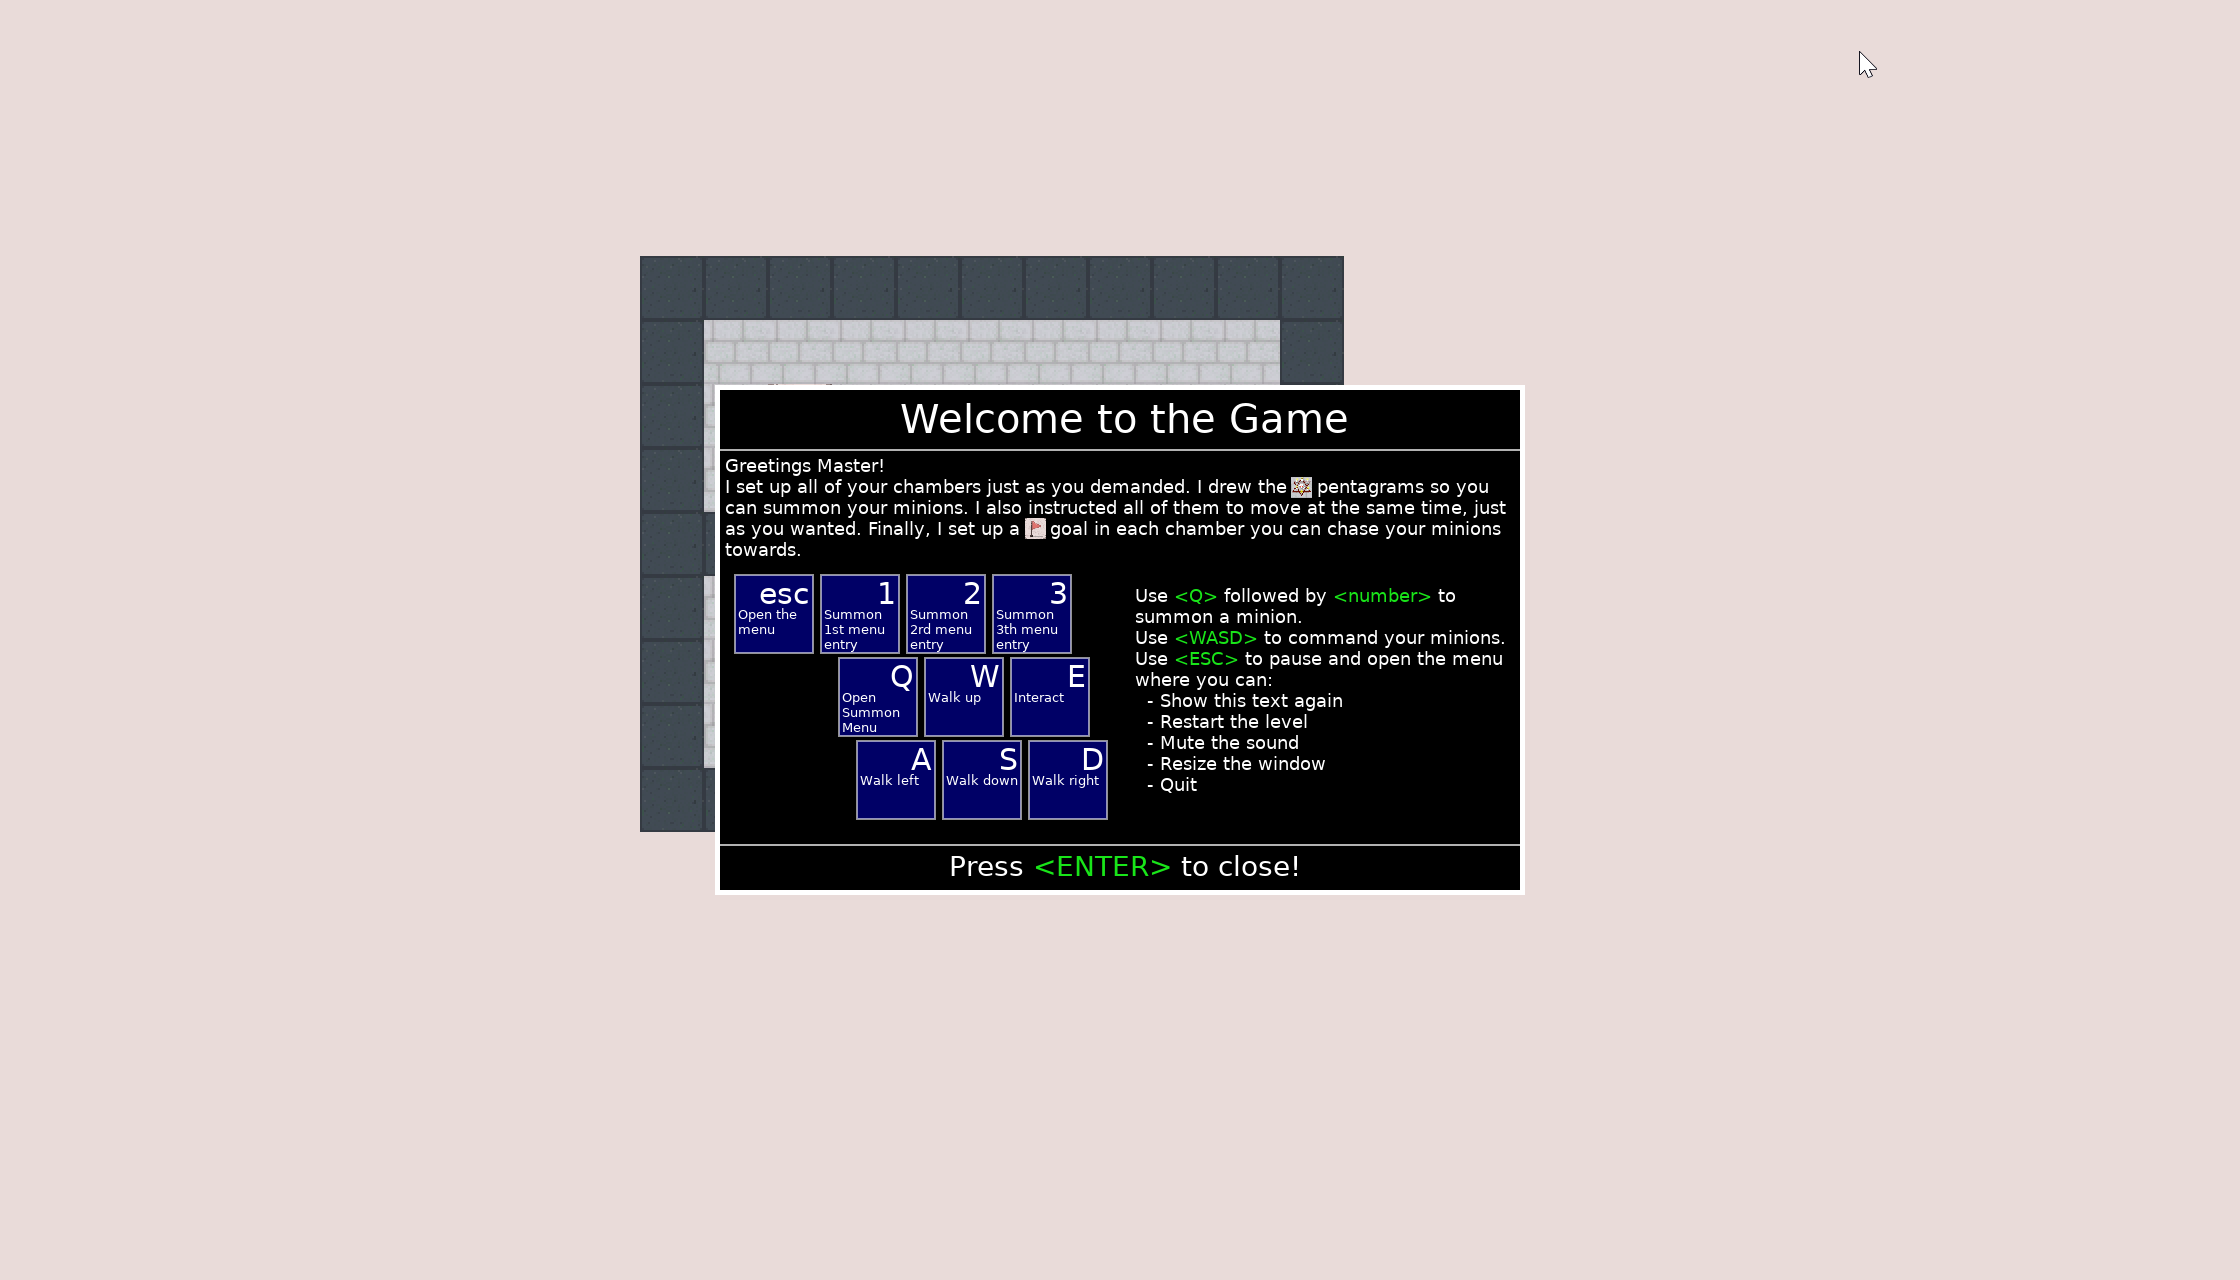 Welcome to the Game
Greetings Master!
I set up all of your chambers just as you demanded. I drew the pentagrams so you
can summon your minions. I also instructed all of them to move at the same time, just
as you wanted. Finally, I set up a goal in each chamber you can chase your minions
towards.
esc
Open the
menu
1
Summon
1st menu
entry
2
Summon
2rd menu
entry
3
Summon
3th menu
entry
Q
Open
Summon
Menu
W
Walk up
E
Interact
A
Walk left
S
Walk down
D
Walk right
Use <Q> followed by <number> to
summon a minion.
Use <WASD> to command your minions.
Use <ESC> to pause and open the menu
where you can:
- Show this text again
- Restart the level
- Mute the sound
- Resize the window
- Quit
Press <ENTER> to close!